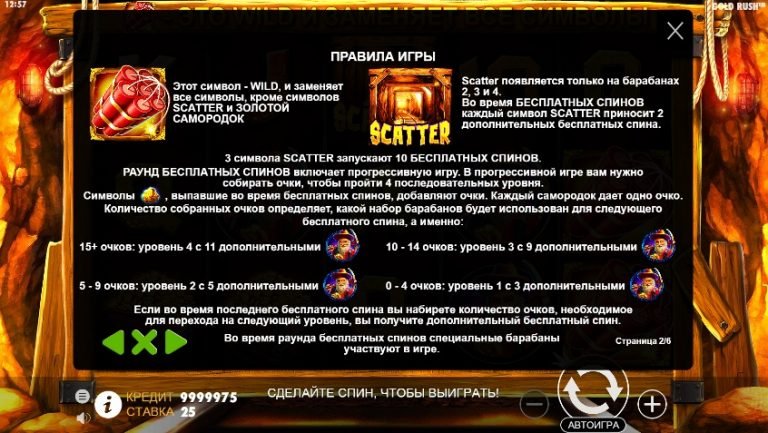 12:57
GOLD RUSH™
ЭТО WILD И ЗАМЕНЯЕТ ВСЕ СИМВОЛЫ!
ПРАВИЛА ИГРЫ
Этот символ - WILD, и заменяет
все символы, кроме символов
SCATTER и ЗОЛОТОЙ
САМОРОДОК
SCATTER
Scatter появляется только на барабанах
2, 3 и 4.
Во время БЕСПЛАТНЫХ СПИНОВ
каждый символ SCATTER приносит 2
дополнительных бесплатных спина.
3 символа SCATTER запускают 10 БЕСПЛАТНЫХ СПИНОВ.
РАУНД БЕСПЛАТНЫХ СПИНОВ включает прогрессивную игру. В прогрессивной игре вам нужно
собирать очки, чтобы пройти 4 последовательных уровня.
Символы , выпавшие во время бесплатных спинов, добавляют очки. Каждый самородок дает одно очко.
Количество собранных очков определяет, какой набор барабанов будет использован для следующего
бесплатного спина, а именно:
15+ очков: уровень 4 с 11 дополнительными
10 - 14 очков: уровень 3 с 9 дополнительными
5 - 9 очков: уровень 2 с 5 дополнительными
0 - 4 очков: уровень 1 с 3 дополнительными
Если во время последнего бесплатного спина вы набирете количество очков, необходимое
для перехода на следующий уровень, вы получите дополнительный бесплатный спин.
Во время раунда бесплатных спинов специальные барабаны
участвуют в игре.
Страница 2/6
КРЕДИТ 9999975
СТАВКА 25
СДЕЛАЙТЕ СПИН, ЧТОБЫ ВЫИГРАТЬ!
АВТОИГРА